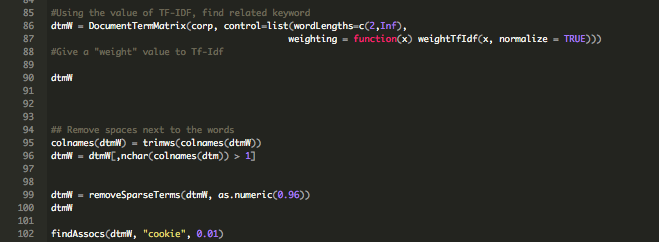 85 #Using the value of TF-IDF, find related keyword
86 dtmW = DocumentTermMatrix(corp, control=list(wordLengths=c(2,Inf),
87 weighting = function(x) weightTfIdf(x, normalize = TRUE)))
88 #Give a "weight" value to Tf-Idf
89
90 dtmW
91
92
93
94 ## Remove spaces next to the words
95 colnames(dtmW) = trimws(colnames(dtmW))
96 dtmW = dtmW[,nchar(colnames(dtm)) > 1]
97
98
99 dtmW = removeSparseTerms(dtmW, as.numeric(0.96))
100 dtmW
101
102 findAssocs(dtmW, "cookie", 0.01)